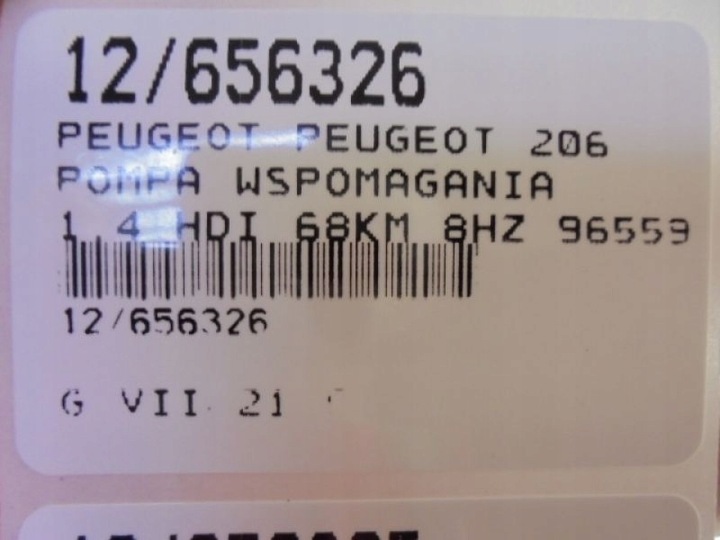 12/656326
PEUGEOT PEUGEOT 206
POMPA WSPOMAGANIA
1 4 HDI 68KM 8HZ 96559
12/656326
G VII 21